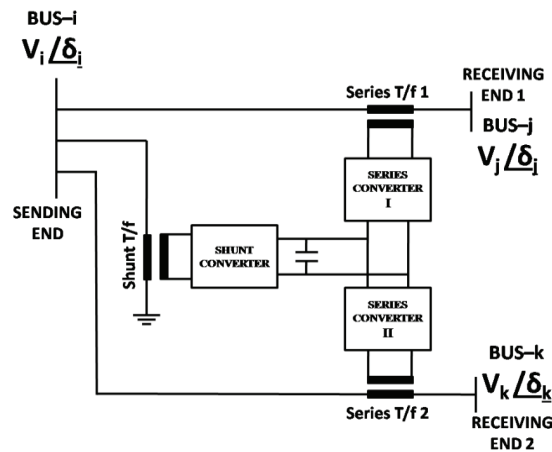 BUS–i
Vi /δi
SENDING
END
Shunt T/f
SHUNT
CONVERTER
Series T/f 1
SERIES
CONVERTER
I
SERIES
CONVERTER
II
Series T/f 2
RECEIVING
END 1
BUS–j
Vj /δj
BUS–k
Vk /δk
RECEIVING
END 2